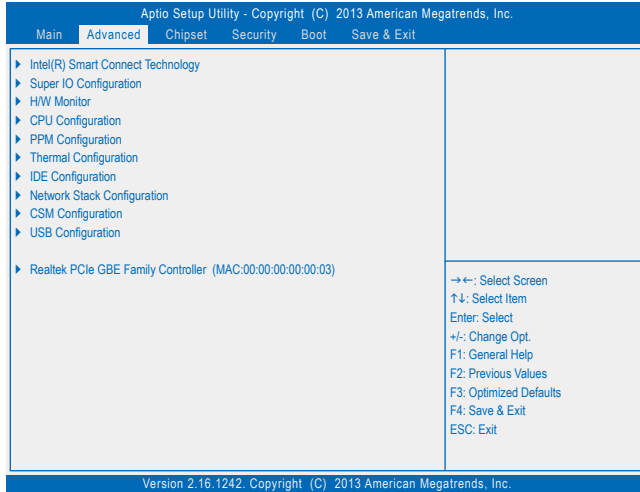 Aptio Setup Utility - Copyright (C) 2013 American Megatrends, Inc.
Main Advanced Chipset Security Boot Save & Exit
Intel(R) Smart Connect Technology
Super IO Configuration
H/W Monitor
CPU Configuration
PPM Configuration
Thermal Configuration
IDE Configuration
Network Stack Configuration
CSM Configuration
USB Configuration
Realtek PCIe GBE Family Controller (MAC:00:00:00:00:00:03)
→←: Select Screen
↑↓: Select Item
Enter: Select
+/-: Change Opt.
F1: General Help
F2: Previous Values
F3: Optimized Defaults
F4: Save & Exit
ESC: Exit
Version 2.16.1242. Copyright (C) 2013 American Megatrends, Inc.